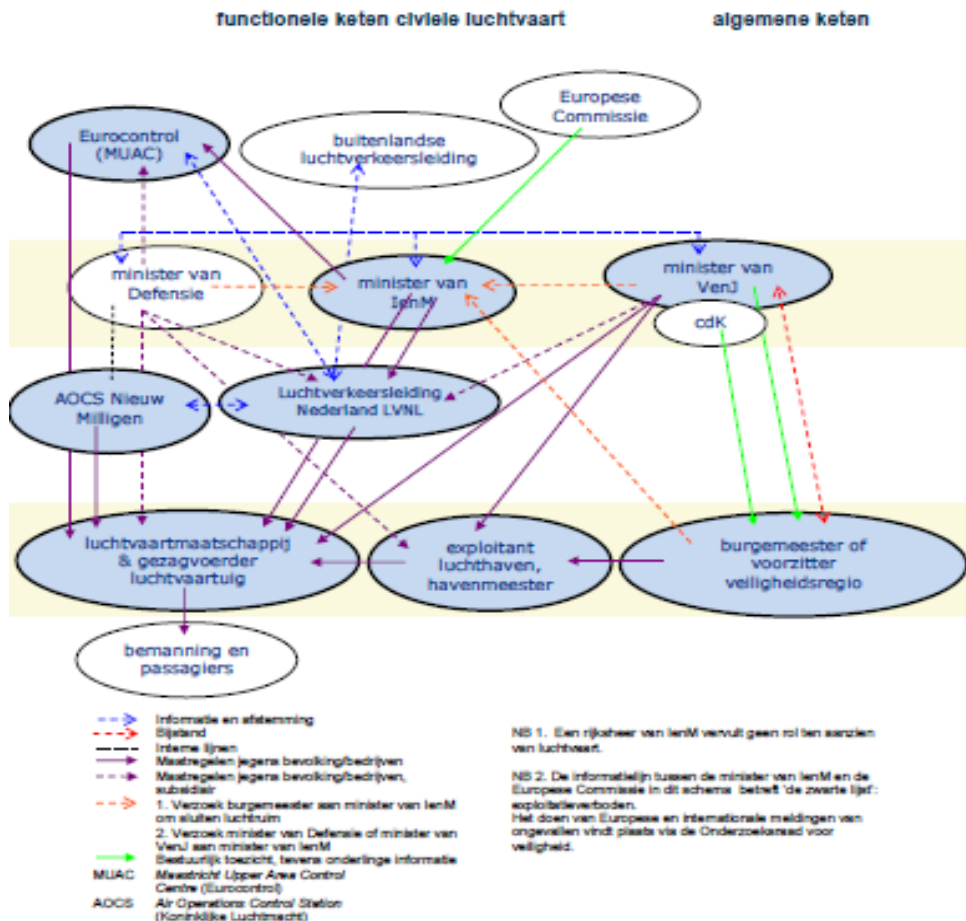 functionele keten civiele luchtvaart
algemene keten
Europese
Commissie
Eurocontrol
(MUAC)
buitenlandse
luchtverkeersleiding
minister van
Defensie
minister van
IenM
minister van
VenJ
cdK
AOCS Nieuw
Milligen
Luchtverkeersleiding
Nederland LVNL
luchtvaartmaatschappij
& gezagvoerder
luchtvaartuig
exploitant
luchthaven,
havenmeester
burgemeester of
voorzitter
veiligheidsregio
bemanning en
passagiers
Informatie en afstemming
Bijstand
Interne lijnen
Maatregelen jegens bevolking/bedrijven
Maatregelen jegens bevolking/bedrijven,
subsidiair
1. Verzoek burgemeester aan minister van IenM
om sluiten luchtruim
2. Verzoek minister van Defensie of minister van
VenJ aan minister van IenM
Bestuurlijk toezicht, tevens onderlinge informatie
MUAC Maastricht Upper Area Control
Centre (Eurocontrol)
AOCS Air Operations Control Station
(Koninklijke Luchtmacht)
NB 1. Een rijksheer van IenM vervult geen rol ten aanzien
van luchtvaart.
NB 2. De informatielijn tussen de minister van IenM en de
Europese Commissie in dit schema betreft 'de zwarte lijst':
exploitatieverboden.
Het doen van Europese en internationale meldingen van
ongevallen vindt plaats via de Onderzoeksraad voor
veiligheid.